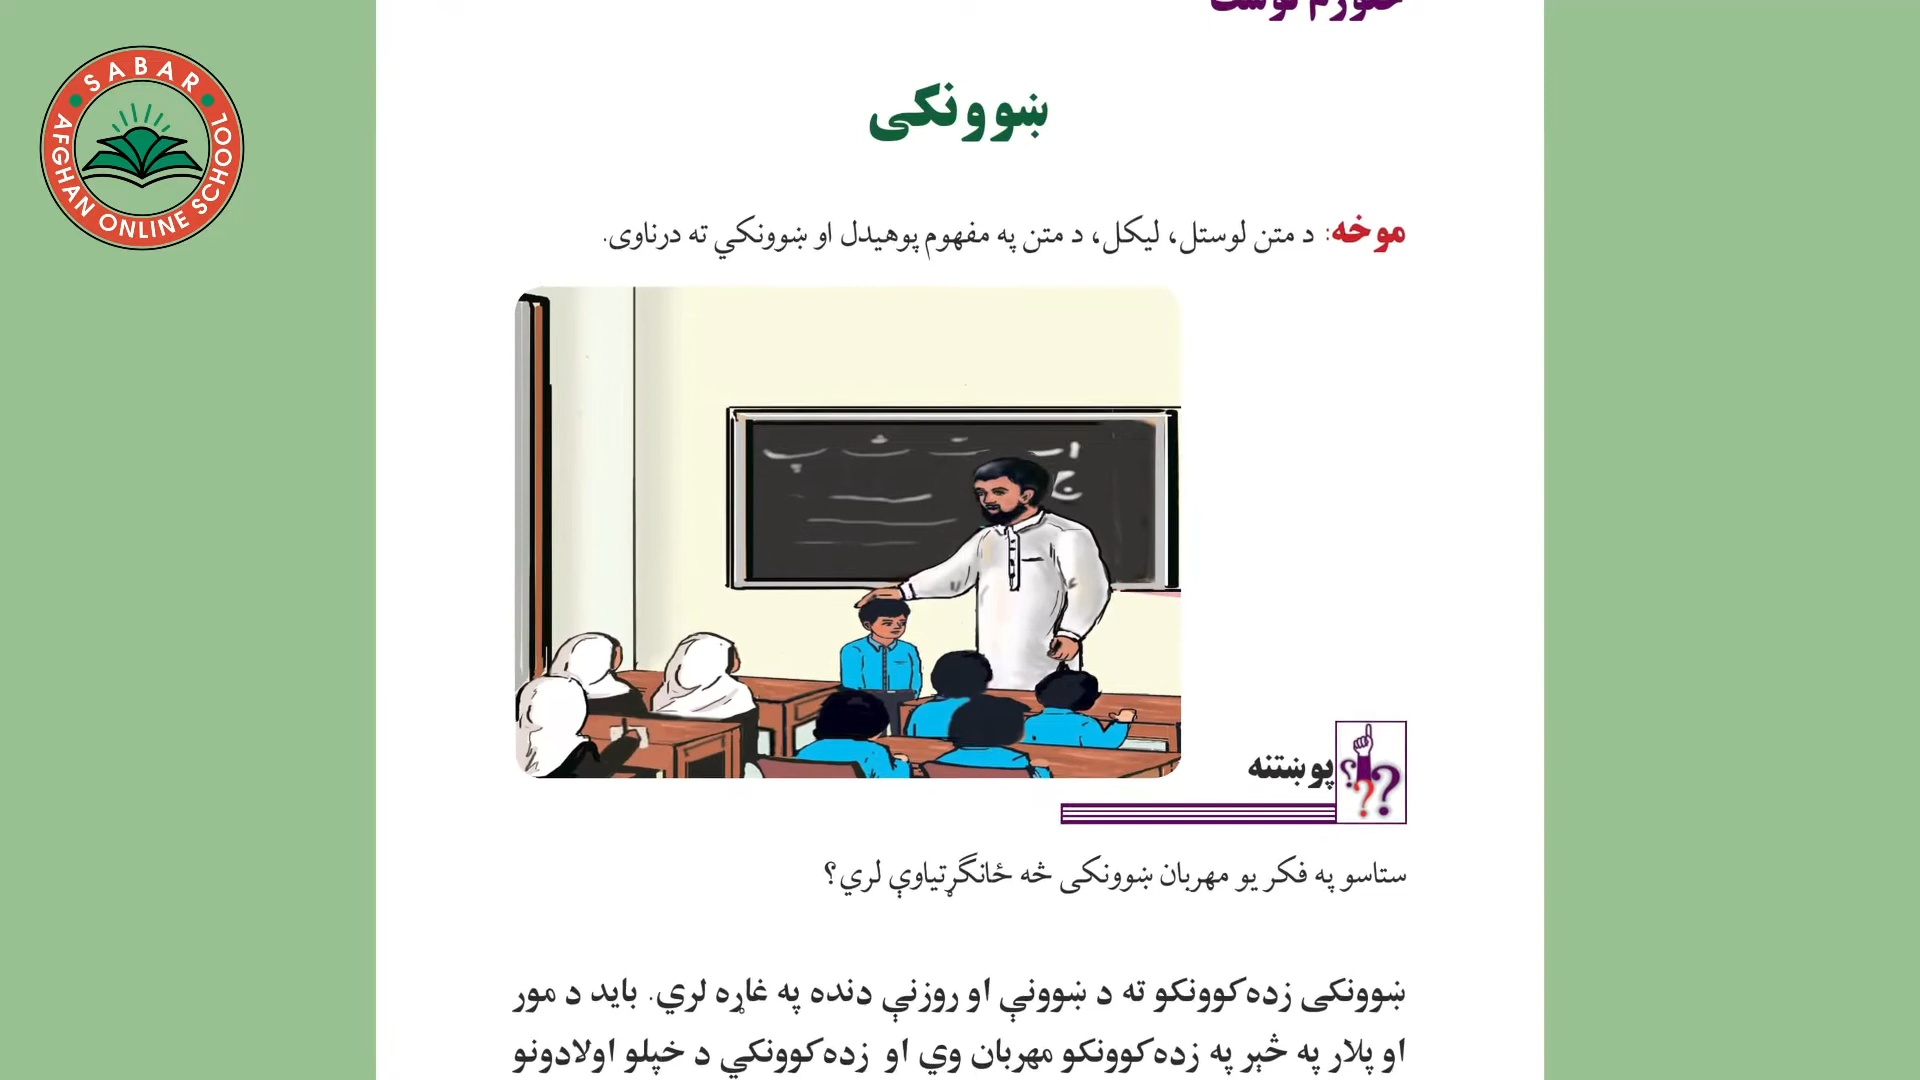 SABAR
AFGHAN ONLINE SCHOOL
لوست
ښوونکی
موخه: د متن لوستل، لیکل، د متن په مفهوم پوهیدل او ښوونکي ته درناوی.
پوښتنه
ستاسو په فکر یو مهربان ښوونکی څه ځانګړتیاوې لري؟
ښوونکی زده‌کوونکو ته د ښوونې او روزنې دنده په غاړه لري. باید د مور
او پلار په څېر په زده‌کوونکو مهربان وي او زده‌کوونکي د خپلو اولادونو